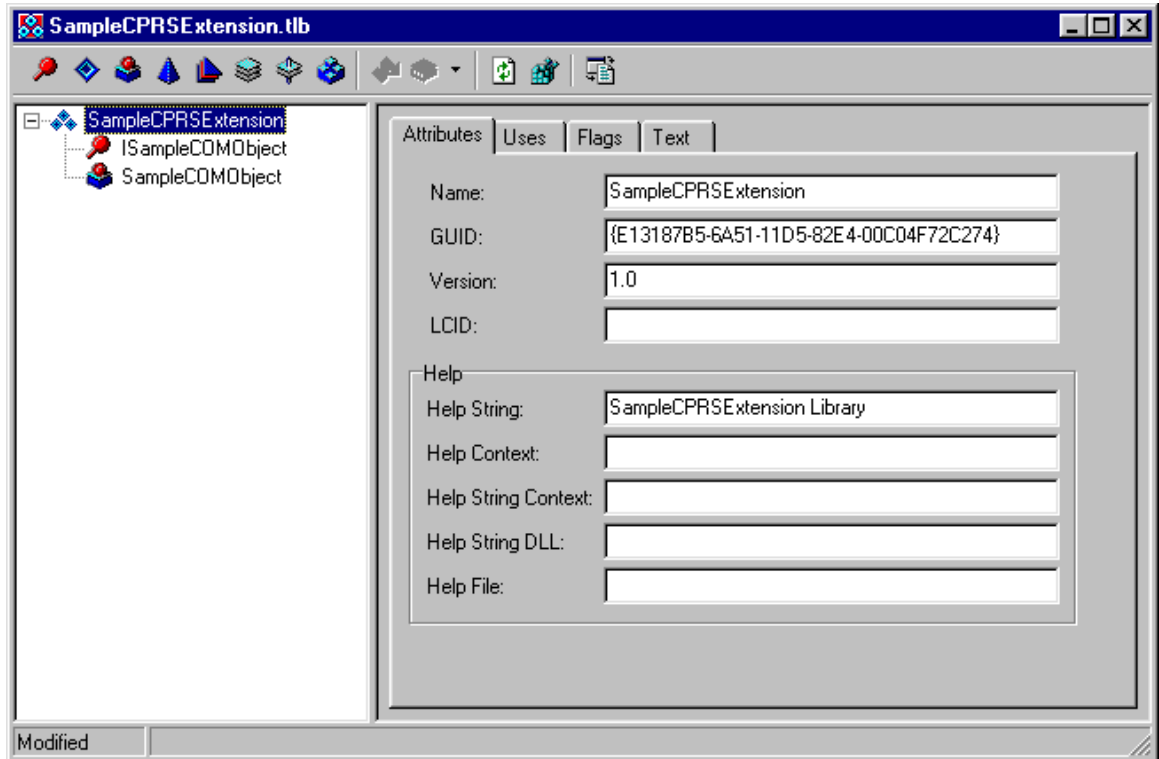 SampleCPRSExtension.tlb
SampleCPRSExtension
ISampleCOMObject
SampleCOMObject
Attributes Uses Flags Text
Name: SampleCPRSExtension
GUID: {E13187B5-6A51-11D5-82E4-00C04F72C274}
Version: 1.0
LCID:
Help
Help String: SampleCPRSExtension Library
Help Context:
Help String Context:
Help String DLL:
Help File:
Modified